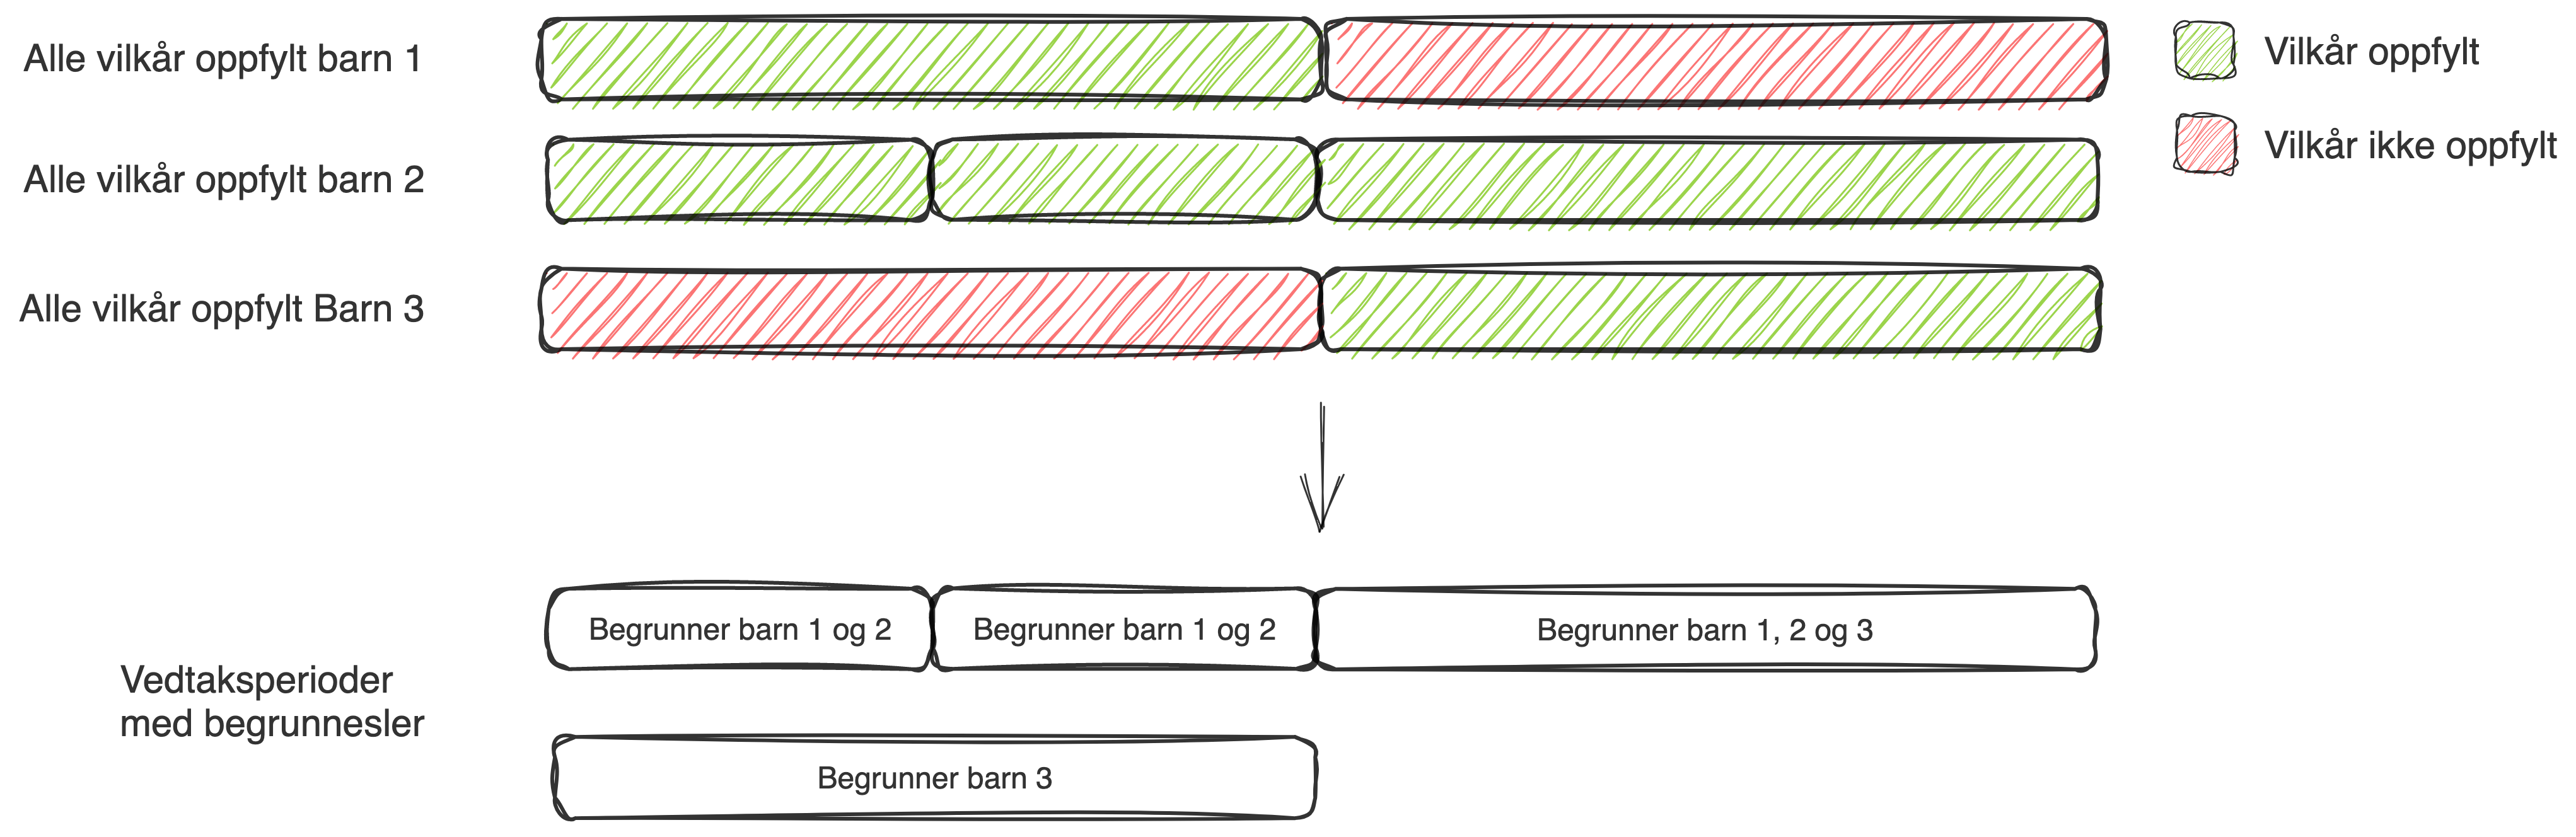 Alle vilkår oppfylt barn 1
Vilkår oppfylt
Vilkår ikke oppfylt
Alle vilkår oppfylt barn 2
Alle vilkår oppfylt Barn 3
Begrunner barn 1 og 2
Begrunner barn 1 og 2
Begrunner barn 1, 2 og 3
Vedtaksperioder
med begrunnesler
Begrunner barn 3